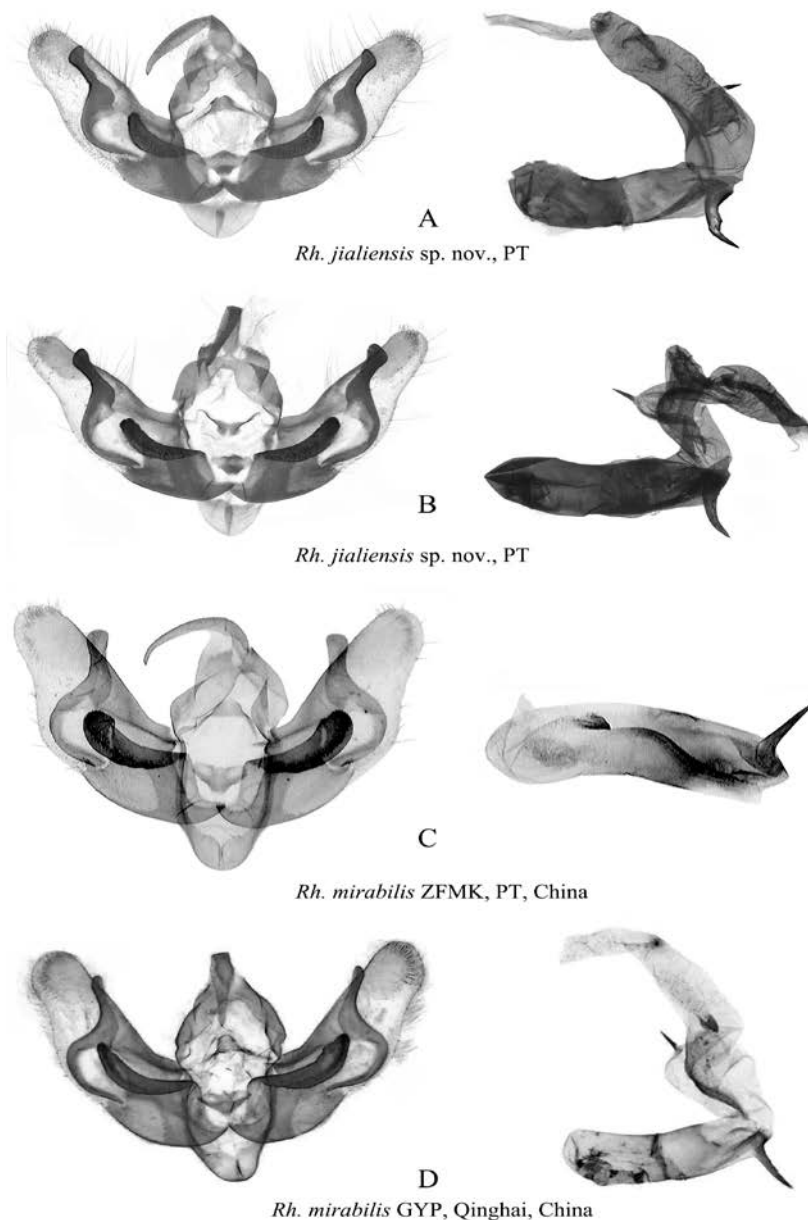 A
Rh. jialiensis sp. nov., PT
B
Rh. jialiensis sp. nov., PT
C
Rh. mirabilis ZFMK, PT, China
D
Rh. mirabilis GYP, Qinghai, China